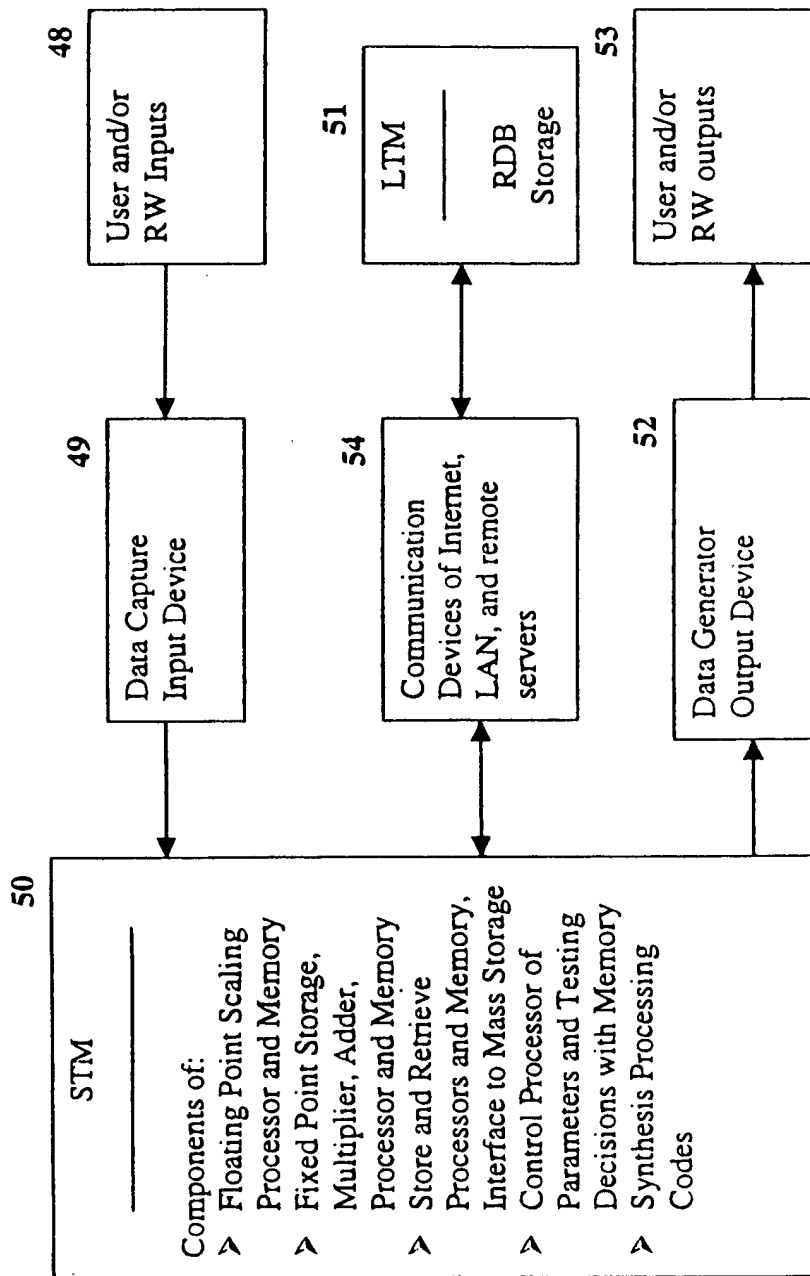 50
STM
Components of:
➢ Floating Point Scaling
Processor and Memory
➢ Fixed Point Storage,
Multiplier, Adder,
Processor and Memory
➢ Store and Retrieve
Processors and Memory,
Interface to Mass Storage
➢ Control Processor of
Parameters and Testing
Decisions with Memory
➢ Synthesis Processing
Codes
49
Data Capture
Input Device
48
User and/or
RW Inputs
54
Communication
Devices of Internet,
LAN, and remote
servers
51
LTM
RDB
Storage
52
Data Generator
Output Device
53
User and/or
RW outputs